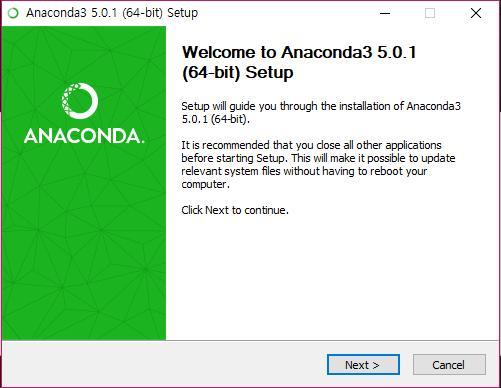 Anaconda3 5.0.1 (64-bit) Setup
Welcome to Anaconda3 5.0.1
(64-bit) Setup
Setup will guide you through the installation of Anaconda3
5.0.1 (64-bit).
It is recommended that you close all other applications
before starting Setup. This will make it possible to update
relevant system files without having to reboot your
computer.
Click Next to continue.
ANACONDA.
Next >
Cancel